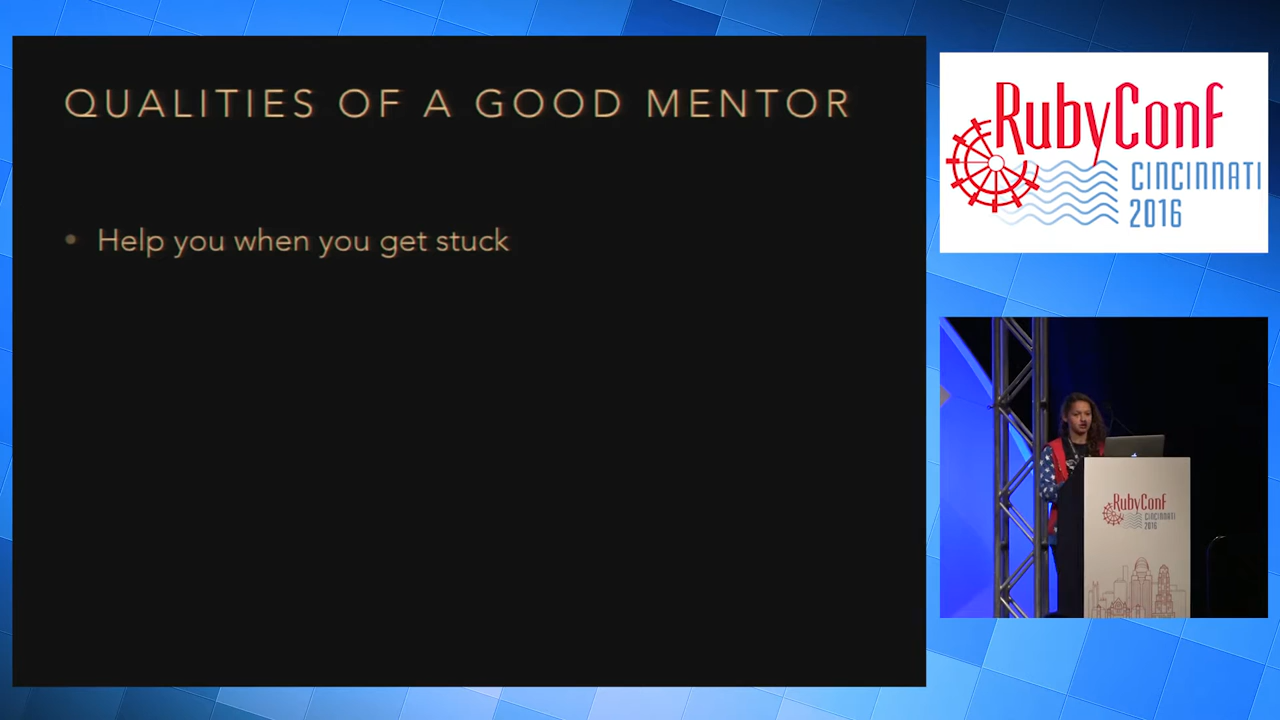 QUALITIES OF A GOOD MENTOR
• Help you when you get stuck
RubyConf
CINCINNATI
2016
RubyConf
CINCINNATI
2016